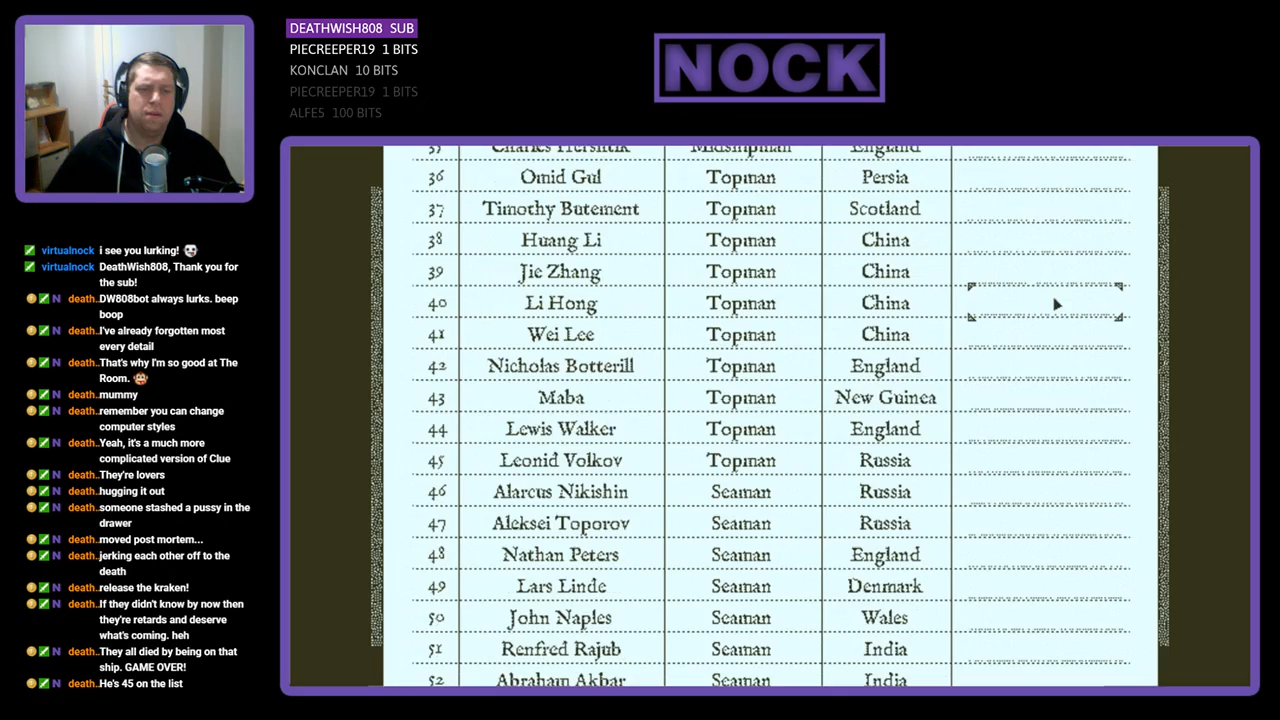 DEATHWISH808 SUB
PIECREEPER19 1 BITS
KONCLAN 10 BITS
PIECREEPER19 1 BITS
ALFE5 100 BITS
NOCK
virtualnock i see you lurking!
virtualnock DeathWish808, Thank you for
the sub!
N death.. DW808bot always lurks. beep
boop
N death.. I've already forgotten most
every detail
N death.. That's why I'm so good at The
Room.
N death.. mummy
N death.. remember you can change
computer styles
N death.. Yeah, it's a much more
complicated version of Clue
N death.. They're lovers
N death.. hugging it out
N death.. someone stashed a pussy in the
drawer
N death.. moved post mortem...
N death.. jerking each other off to the
death
N death.. release the kraken!
N death.. If they didn't know by now then
they're retards and deserve
what's coming. heh
N death.. They all died by being on that
ship. GAME OVER!
N death.. He's 45 on the list
35 Charles Hershtik Midshipman England
36 Omid Gul Topman Persia
37 Timothy Butement Topman Scotland
38 Huang Li Topman China
39 Jie Zhang Topman China
40 Li Hong Topman China
41 Wei Lee Topman China
42 Nicholas Botterill Topman England
43 Maba Topman New Guinea
44 Lewis Walker Topman England
45 Leonid Volkov Topman Russia
46 Alarcus Nikishin Seaman Russia
47 Aleksei Toporov Seaman Russia
48 Nathan Peters Seaman England
49 Lars Linde Seaman Denmark
50 John Naples Seaman Wales
51 Renfred Rajub Seaman India
52 Abraham Akbar Seaman India